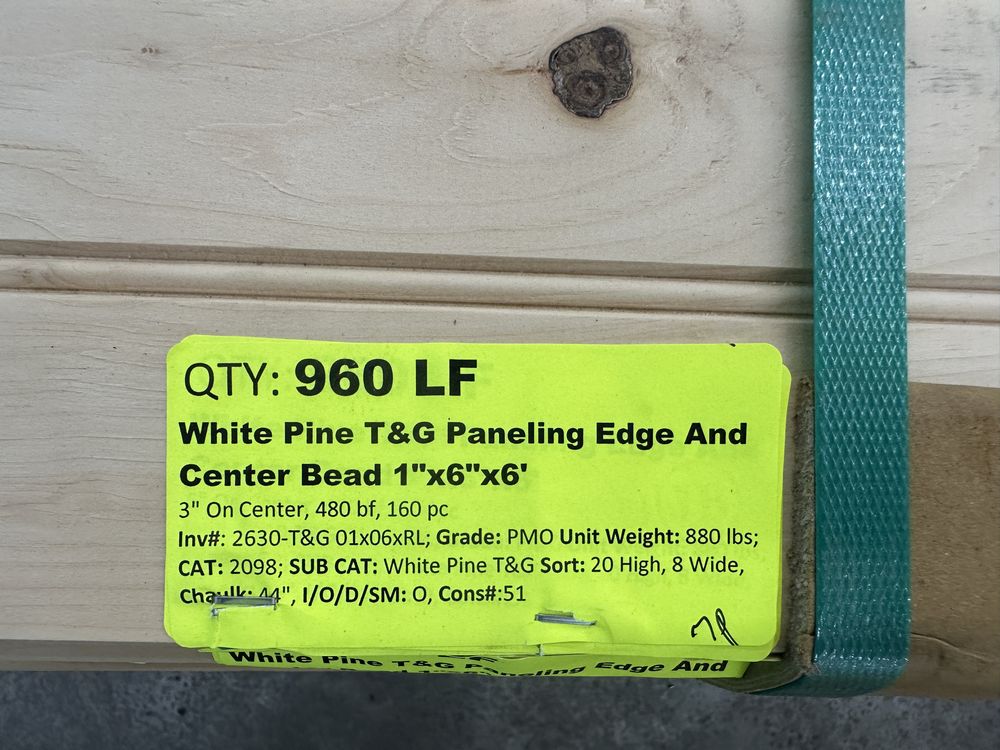 QTY: 960 LF
White Pine T&G Paneling Edge And
Center Bead 1"x6"x6'
3" On Center, 480 bf, 160 pc
Inv#: 2630-T&G 01x06xRL; Grade: PMO Unit Weight: 880 lbs;
CAT: 2098; SUB CAT: White Pine T&G Sort: 20 High, 8 Wide,
Chaulk: 44", I/O/D/SM: O, Cons#:51
White Pine T&G Paneling Edge And